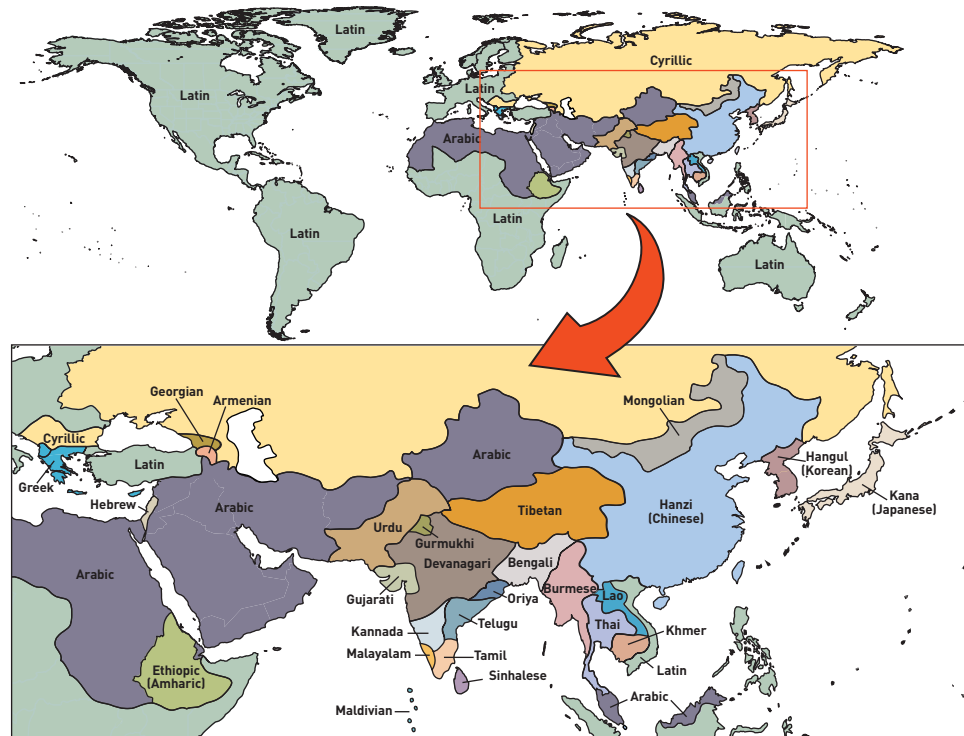 Latin
Cyrillic
Latin
Latin
Arabic
Latin
Latin
Latin
Georgian
Armenian
Mongolian
Cyrillic
Hangul
(Korean)
Arabic
Latin
Greek
Kana
(Japanese)
Hebrew
Arabic
Tibetan
Hanzi
(Chinese)
Urdu
Gurmukhi
Devanagari
Bengali
Arabic
Burmese
Lao
Gujarati
Oriya
Telugu
Thai
Kannada
Khmer
Malayalam
Tamil
Latin
Ethiopic
(Amharic)
Sinhalese
Arabic
Maldivian